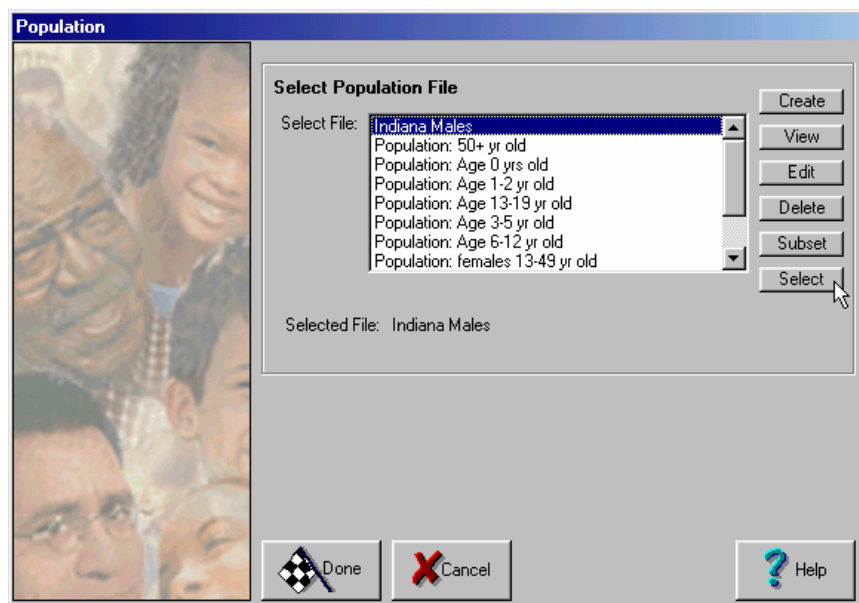 Population
Select Population File
Select File:
Indiana Males
Population: 50+ yr old
Population: Age 0 yrs old
Population: Age 1-2 yr old
Population: Age 13-19 yr old
Population: Age 3-5 yr old
Population: Age 6-12 yr old
Population: females 13-49 yr old
Create
View
Edit
Delete
Subset
Select
Selected File: Indiana Males
Done
Cancel
Help